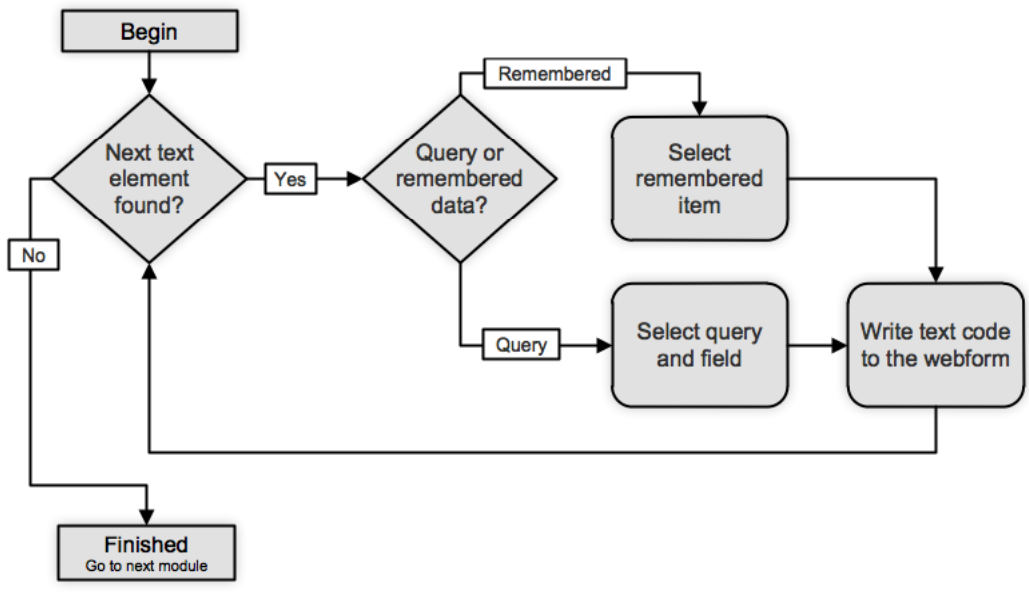 Begin
Next text
element
found?
Yes
No
Query or
remembered
data?
Remembered
Select
remembered
item
Query
Select query
and field
Write text code
to the webform
Finished
Go to next module